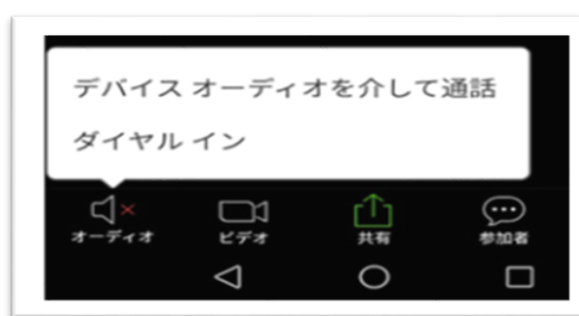 デバイス オーディオを介して通話
ダイヤル イン
オーディオ
ビデオ
共有
参加者